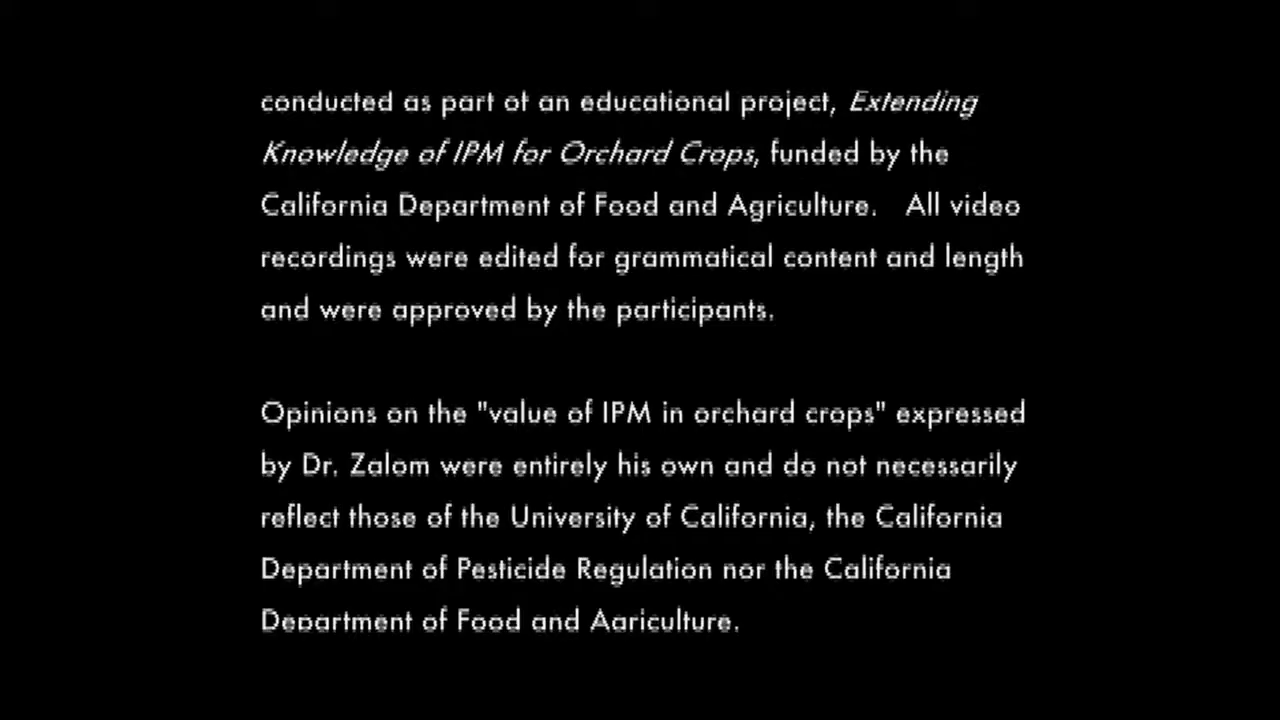 conducted as part of an educational project, Extending
Knowledge of IPM for Orchard Crops, funded by the
California Department of Food and Agriculture. All video
recordings were edited for grammatical content and length
and were approved by the participants.
Opinions on the "value of IPM in orchard crops" expressed
by Dr. Zalom were entirely his own and do not necessarily
reflect those of the University of California, the California
Department of Pesticide Regulation nor the California
Department of Food and Agriculture.